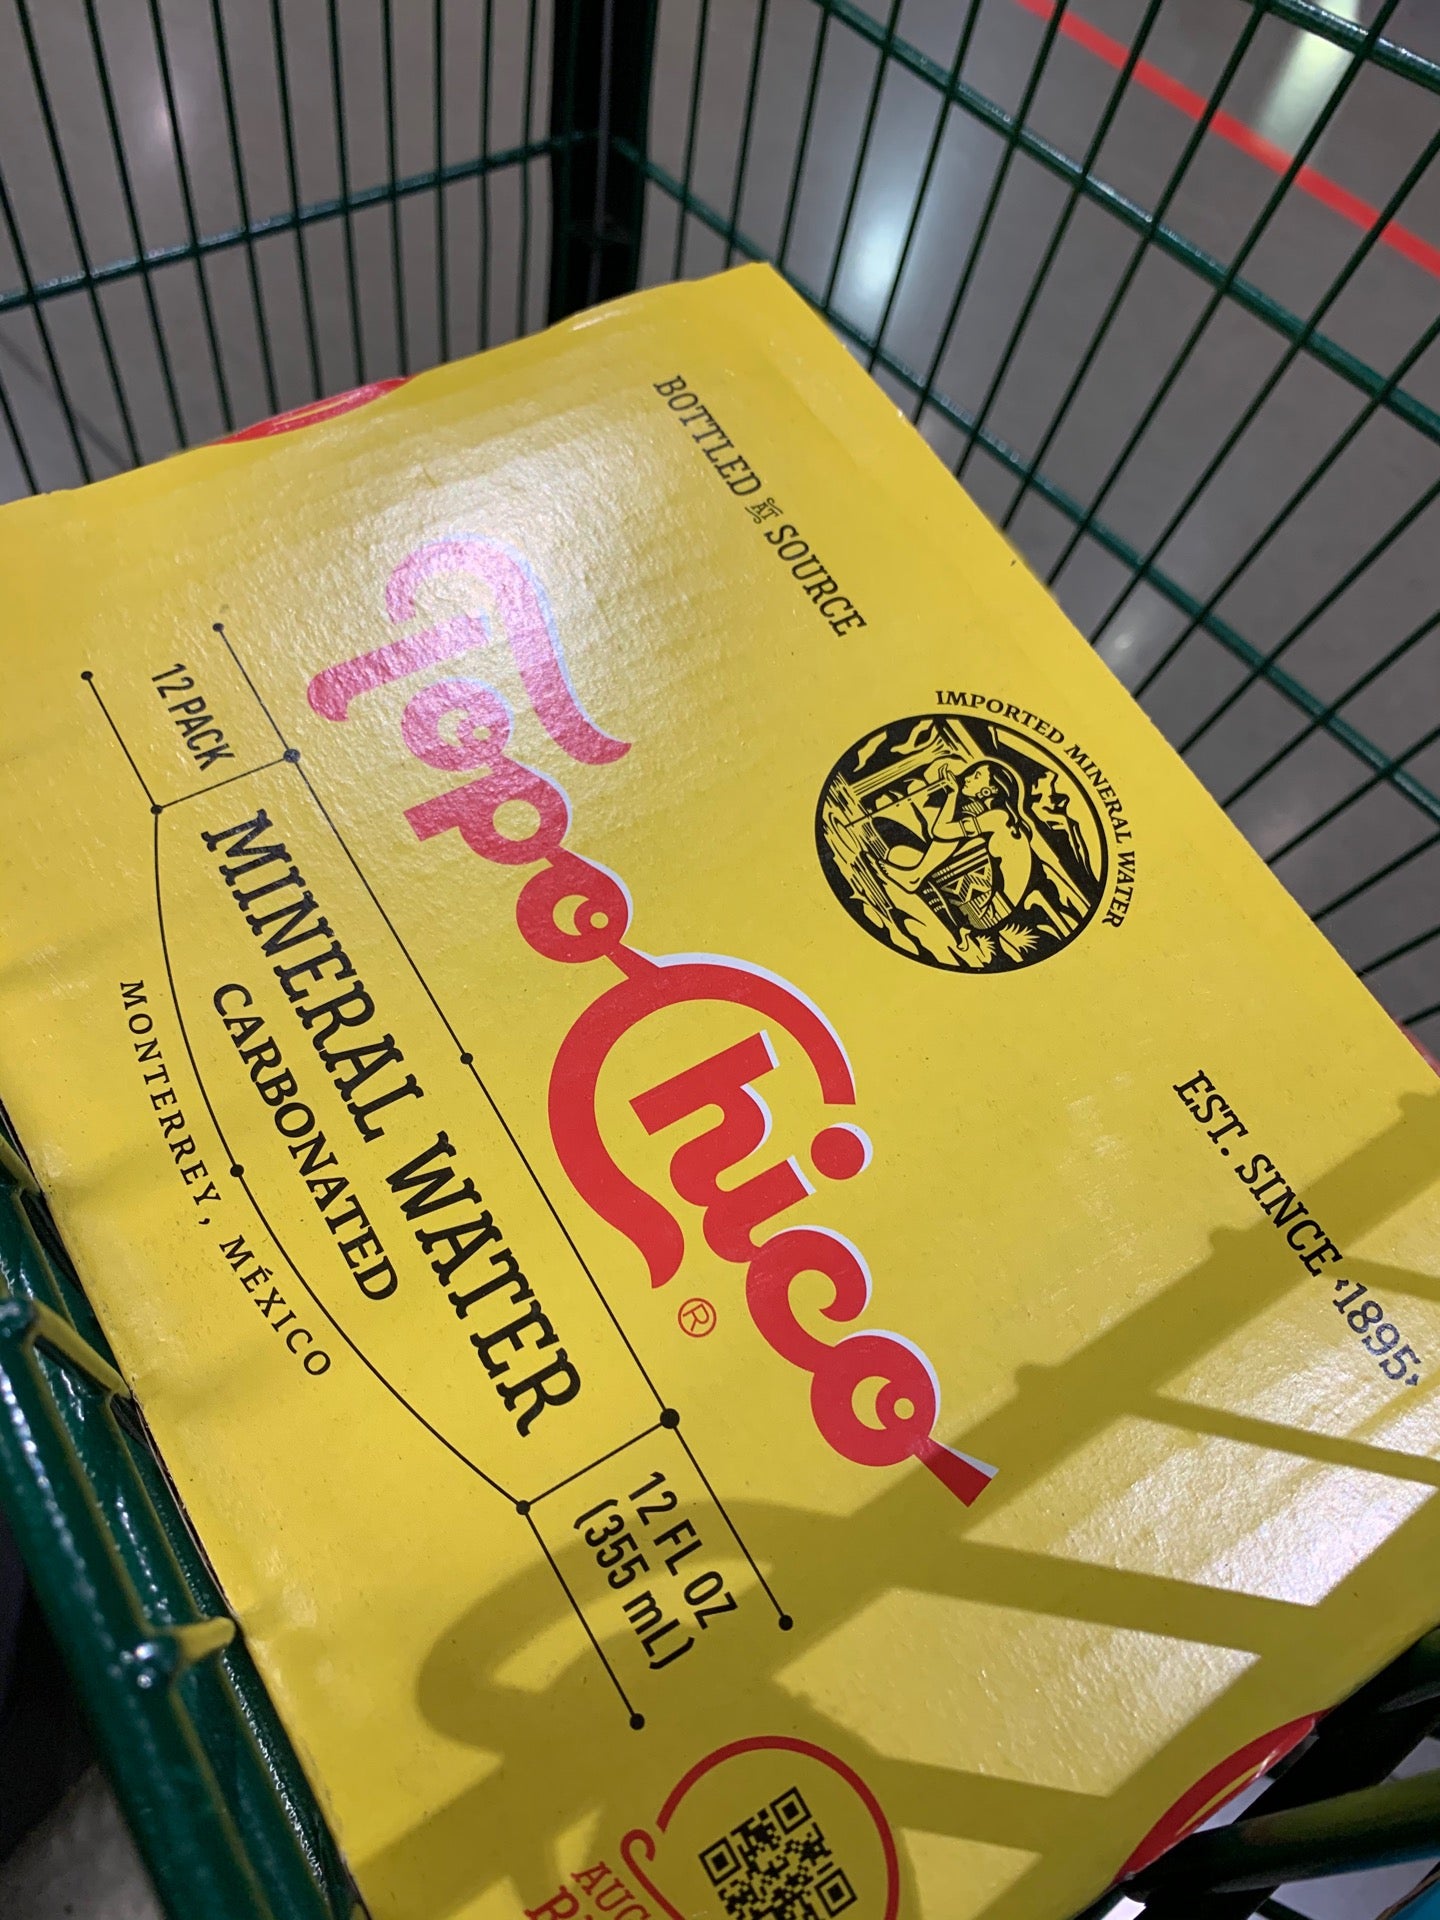 BOTTLED AT SOURCE
IMPORTED MINERAL WATER
EST. SINCE 1895
Topo Chico ®
12 PACK
MINERAL WATER
CARBONATED
12 FL OZ
(355 mL)
MONTERREY, MÉXICO